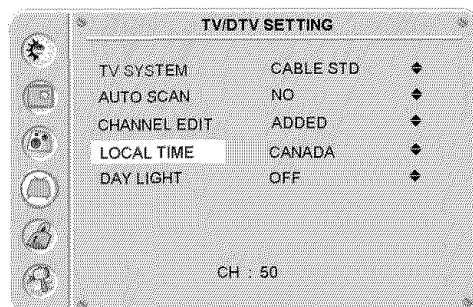 TV/DTV SETTING
TV SYSTEM CABLE STD
AUTO SCAN NO
CHANNEL EDIT ADDED
LOCAL TIME CANADA
DAY LIGHT OFF
CH : 50